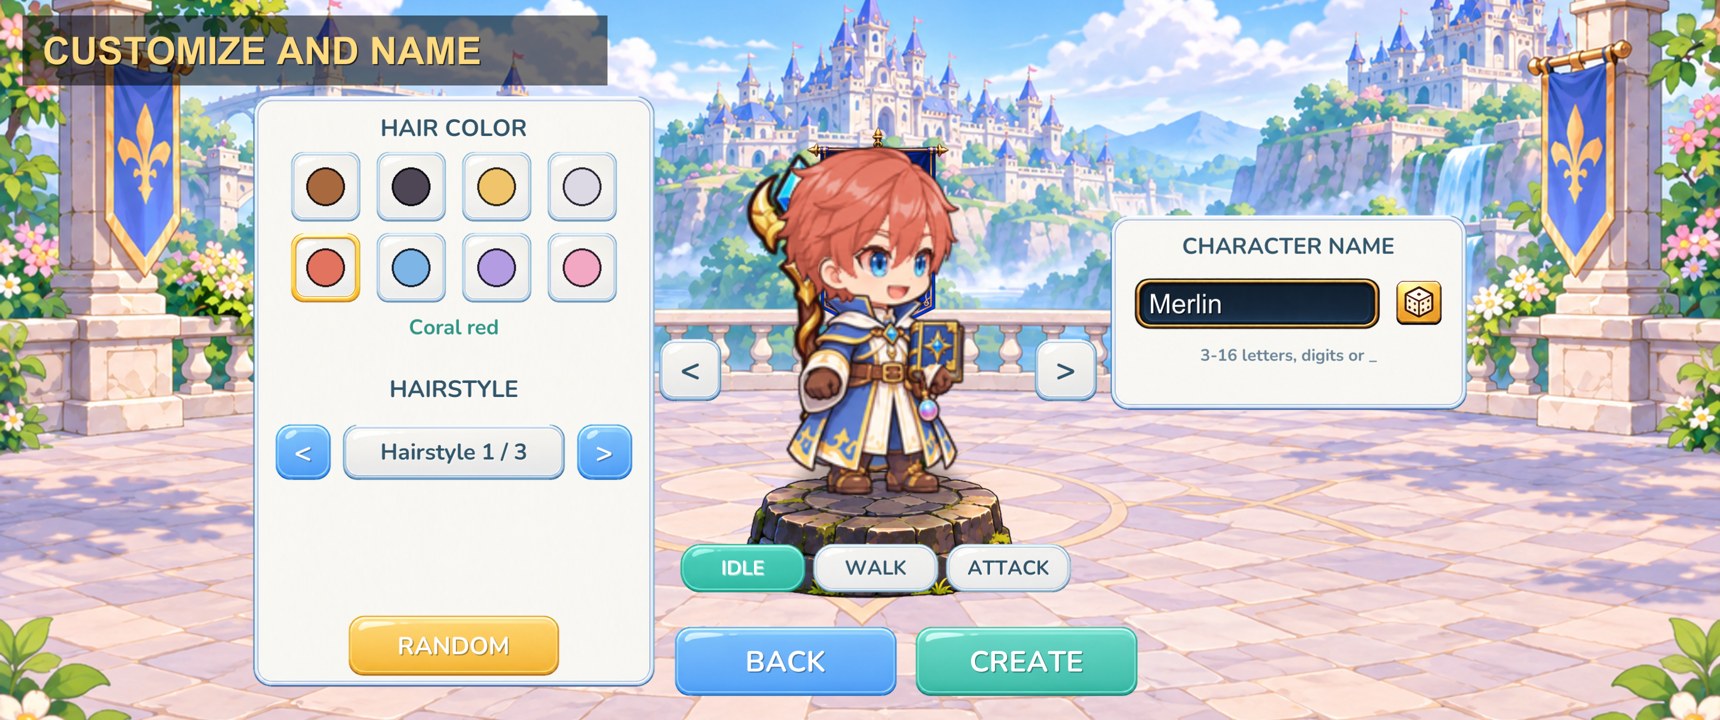 CUSTOMIZE AND NAME
HAIR COLOR
Coral red
HAIRSTYLE
<
Hairstyle 1 / 3
>
RANDOM
<
>
IDLE
WALK
ATTACK
BACK
CREATE
CHARACTER NAME
Merlin
3-16 letters, digits or _